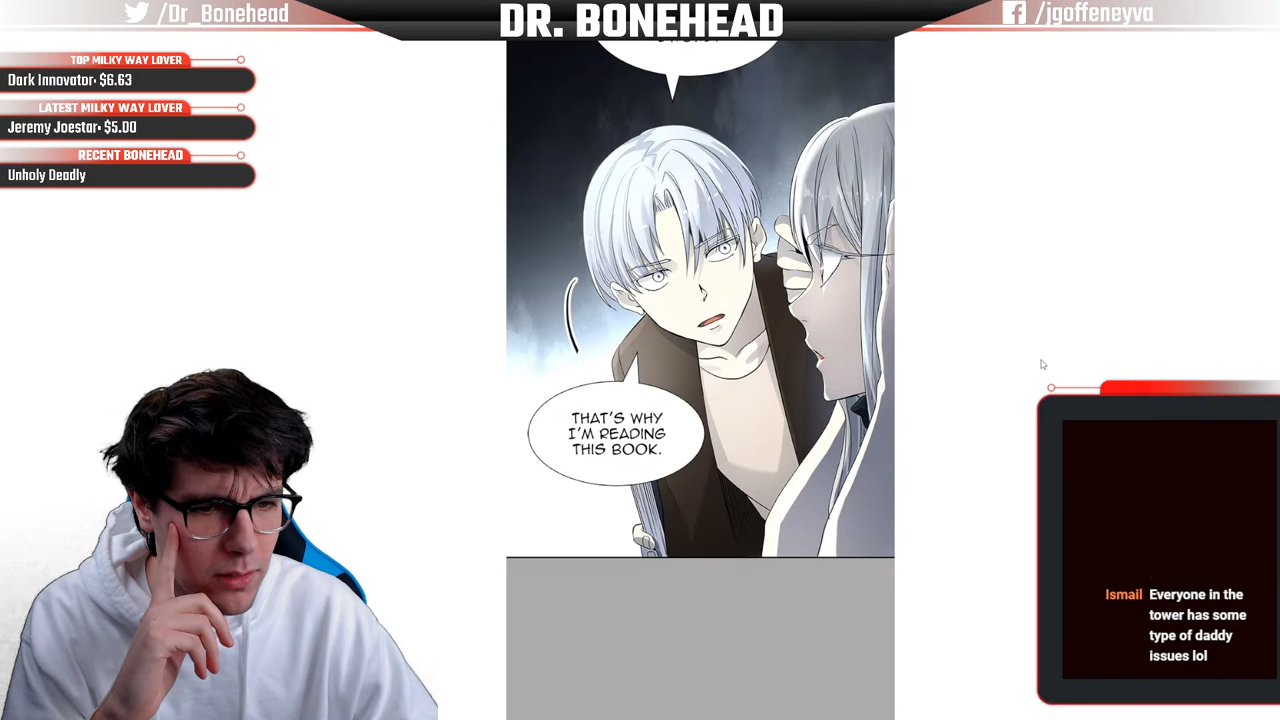 /Dr_Bonehead
DR. BONEHEAD
/jgoffeneyva
TOP MILKY WAY LOVER
Dark Innovator• $6.63
LATEST MILKY WAY LOVER
Jeremy Joestar• $5.00
RECENT BONEHEAD
Unholy Deadly
THAT'S WHY
I'M READING
THIS BOOK.
Ismail Everyone in the
tower has some
type of daddy
issues lol